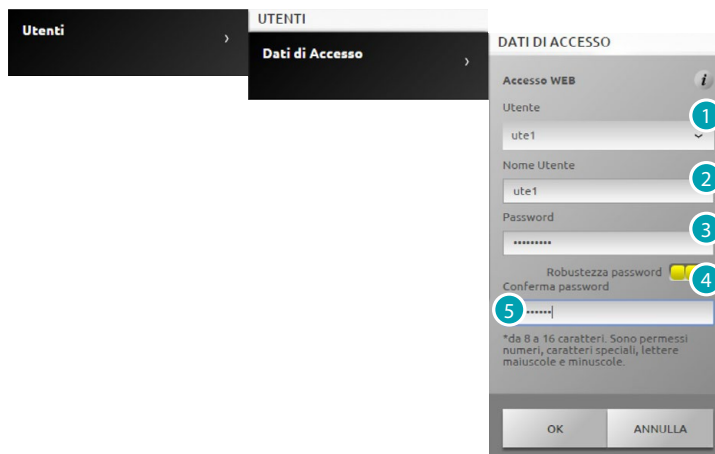 Utenti
UTENTI
Dati di Accesso
DATI DI ACCESSO
Accesso WEB
i
Utente
1
ute1
Nome Utente
2
ute1
Password
3
•••••••••
Robustezza password
4
Conferma password
5
••••••
*da 8 a 16 caratteri. Sono permessi
numeri, caratteri speciali, lettere
maiuscole e minuscole.
OK
ANNULLA